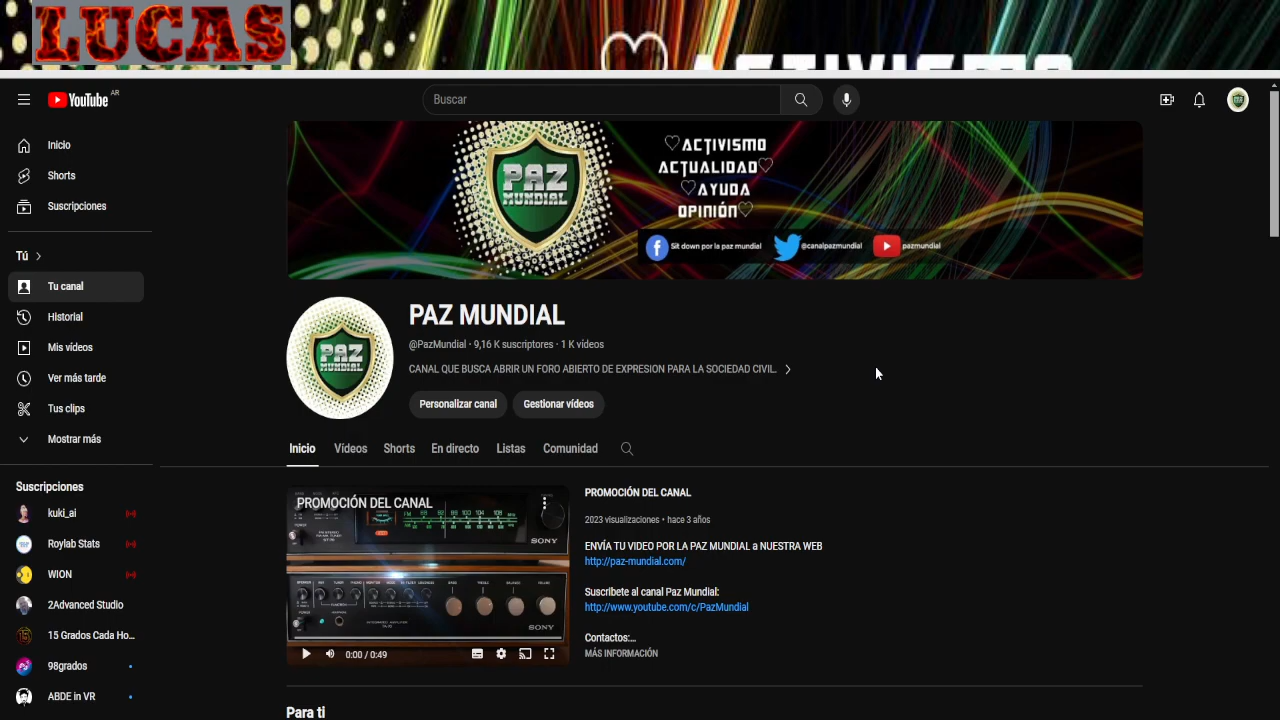 LUCAS
ACTIVISMO
YouTube AR
Buscar
Inicio
Shorts
Suscripciones
Tú
Tu canal
Historial
Mis vídeos
Ver más tarde
Tus clips
Mostrar más
Suscripciones
kuki_ai
Roylab Stats
WION
2Advanced Studio
15 Grados Cada Ho...
98grados
ABDE in VR
PAZ
MUNDIAL
ACTIVISMO
ACTUALIDAD
AYUDA
OPINIÓN
Sit down por la paz mundial
@canalpazmundial
pazmundial
PAZ
MUNDIAL
PAZ MUNDIAL
@PazMundial · 9,16 K suscriptores · 1 K vídeos
CANAL QUE BUSCA ABRIR UN FORO ABIERTO DE EXPRESION PARA LA SOCIEDAD CIVIL.
Personalizar canal
Gestionar vídeos
Inicio
Vídeos
Shorts
En directo
Listas
Comunidad
PROMOCIÓN DEL CANAL
SONY
SONY
0:00 / 0:49
PROMOCIÓN DEL CANAL
2023 visualizaciones • hace 3 años
ENVÍA TU VIDEO POR LA PAZ MUNDIAL a NUESTRA WEB
http://paz-mundial.com/
Suscribete al canal Paz Mundial:
http://www.youtube.com/c/PazMundial
Contactos:...
MÁS INFORMACIÓN
Para ti